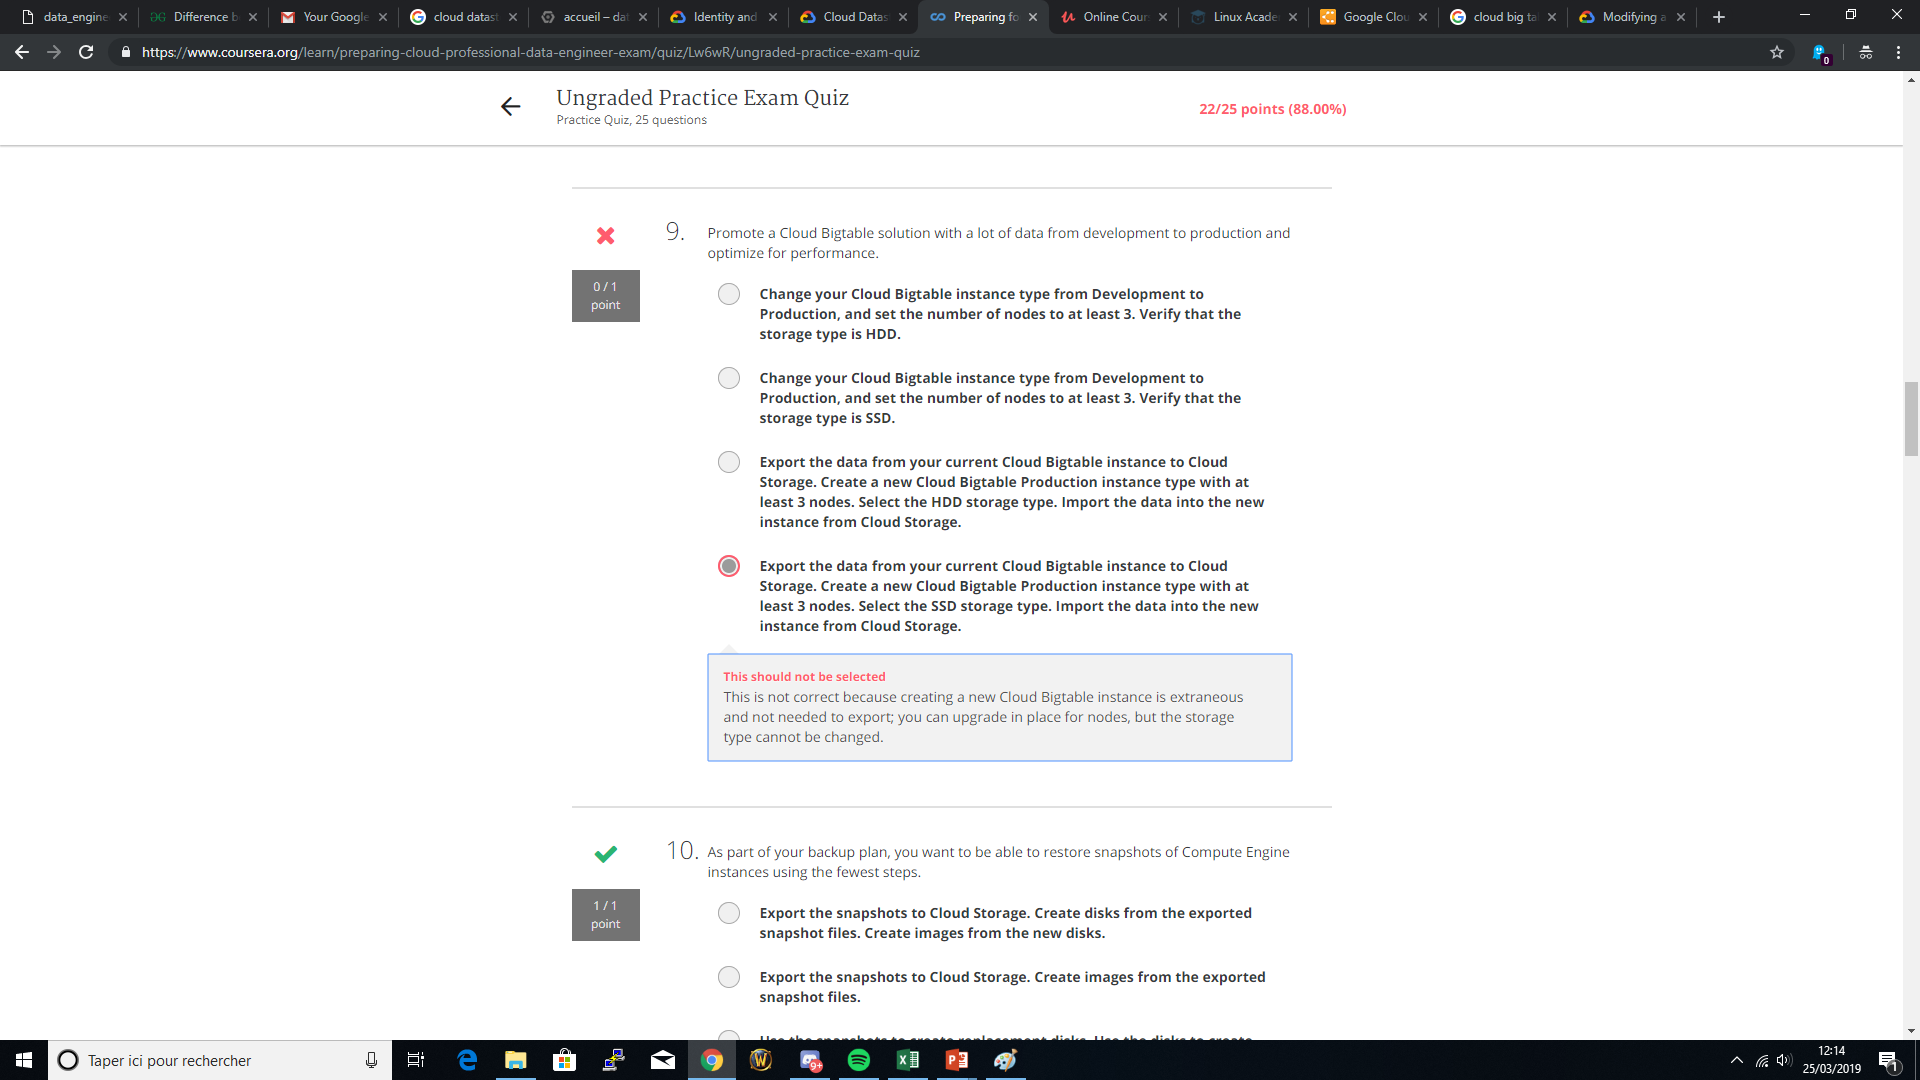 data_engine
Difference b
Your Google
cloud datast
accueil – dat
Identity and
Cloud Datas
Preparing fo
Online Cour
Linux Acade
Google Clou
cloud big ta
Modifying a
https://www.coursera.org/learn/preparing-cloud-professional-data-engineer-exam/quiz/Lw6wR/ungraded-practice-exam-quiz
0
Ungraded Practice Exam Quiz
Practice Quiz, 25 questions
22/25 points (88.00%)
0 / 1
point
9.
Promote a Cloud Bigtable solution with a lot of data from development to production and
optimize for performance.
Change your Cloud Bigtable instance type from Development to
Production, and set the number of nodes to at least 3. Verify that the
storage type is HDD.
Change your Cloud Bigtable instance type from Development to
Production, and set the number of nodes to at least 3. Verify that the
storage type is SSD.
Export the data from your current Cloud Bigtable instance to Cloud
Storage. Create a new Cloud Bigtable Production instance type with at
least 3 nodes. Select the HDD storage type. Import the data into the new
instance from Cloud Storage.
Export the data from your current Cloud Bigtable instance to Cloud
Storage. Create a new Cloud Bigtable Production instance type with at
least 3 nodes. Select the SSD storage type. Import the data into the new
instance from Cloud Storage.
This should not be selected
This is not correct because creating a new Cloud Bigtable instance is extraneous
and not needed to export; you can upgrade in place for nodes, but the storage
type cannot be changed.
1 / 1
point
10.
As part of your backup plan, you want to be able to restore snapshots of Compute Engine
instances using the fewest steps.
Export the snapshots to Cloud Storage. Create disks from the exported
snapshot files. Create images from the new disks.
Export the snapshots to Cloud Storage. Create images from the exported
snapshot files.
Use the snapshots to create replacement disks. Use the disks to create
Taper ici pour rechercher
9+
12:14
25/03/2019
1